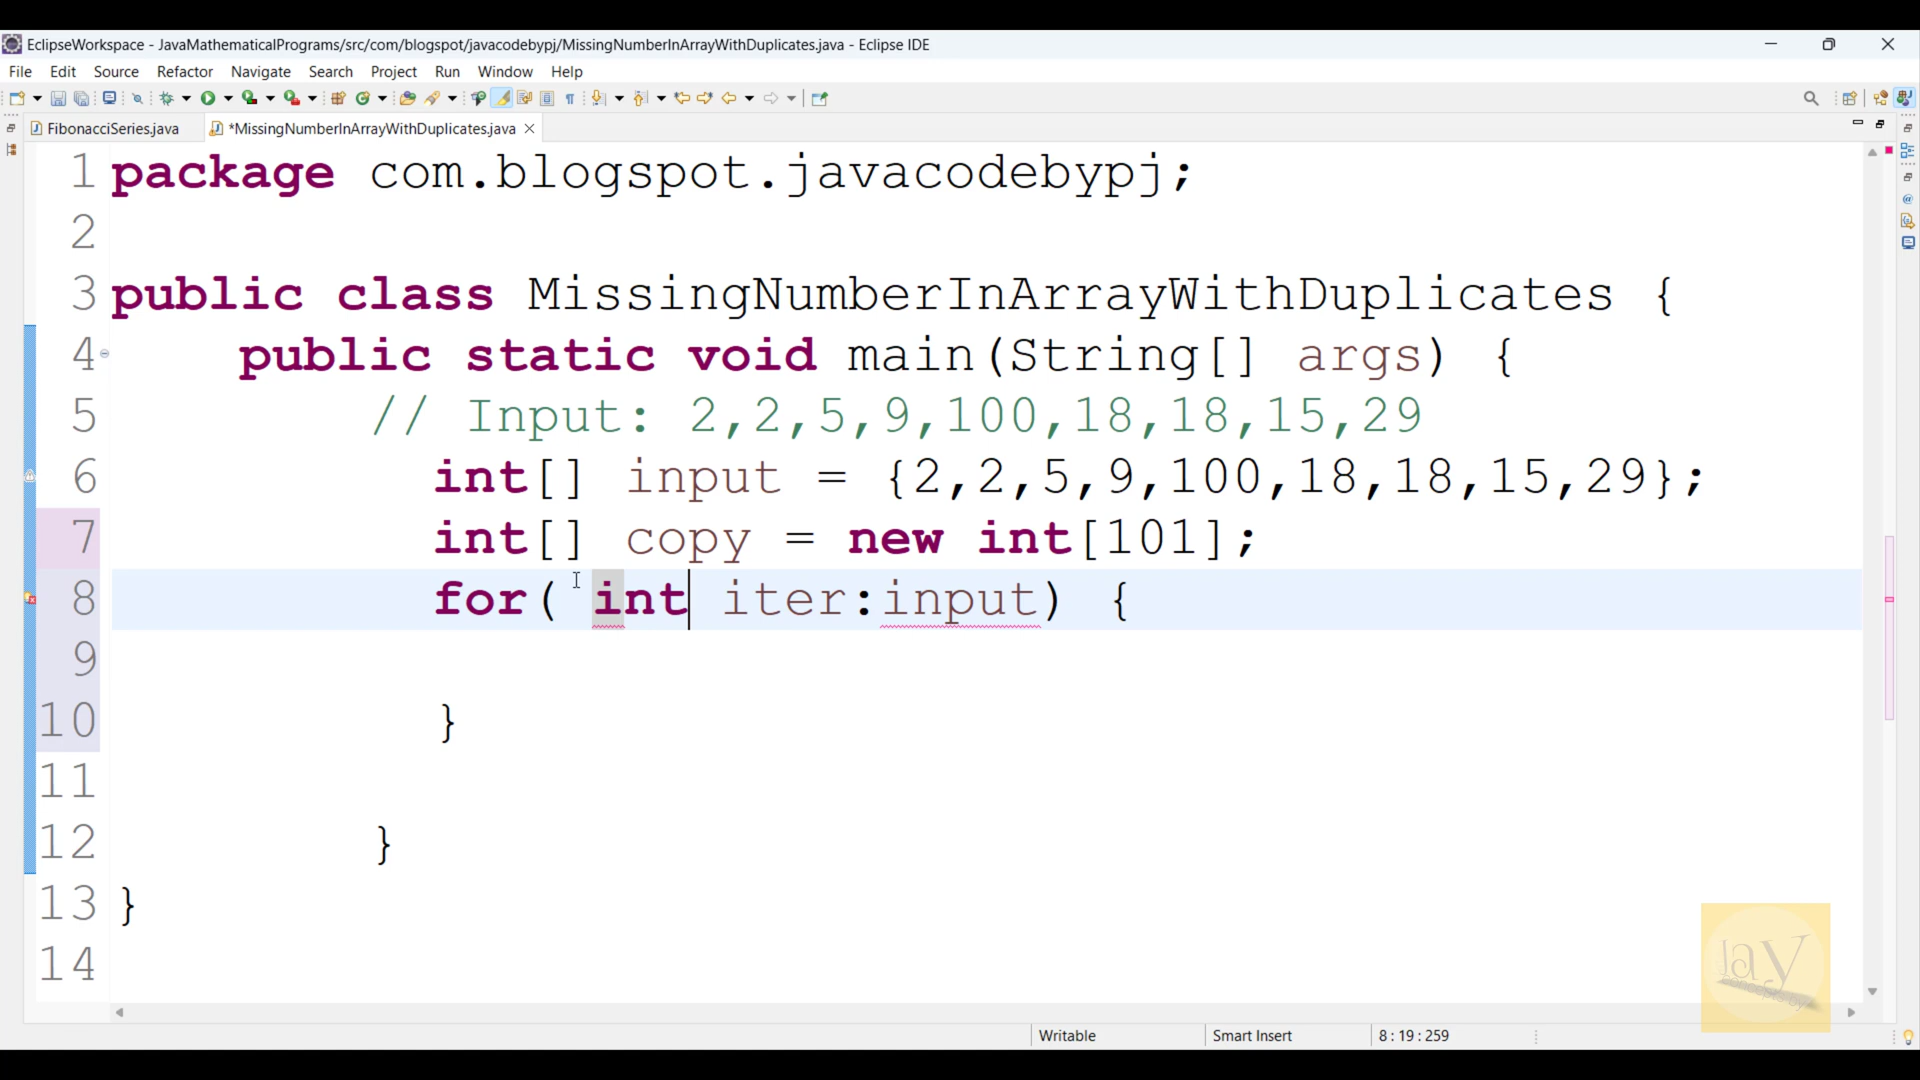 EclipseWorkspace - JavaMathematicalPrograms/src/com/blogspot/javacodebypj/MissingNumberInArrayWithDuplicates.java - Eclipse IDE
File Edit Source Refactor Navigate Search Project Run Window Help
FibonacciSeries.java *MissingNumberInArrayWithDuplicates.java
1 package com.blogspot.javacodebypj;
2
3 public class MissingNumberInArrayWithDuplicates {
4 public static void main(String[] args) {
5 // Input: 2,2,5,9,100,18,18,15,29
6 int[] input = {2,2,5,9,100,18,18,15,29};
7 int[] copy = new int[101];
8 for( int iter:input) {
9
10 }
11
12 }
13 }
14
Jay
concepts by
Writable Smart Insert 8 : 19 : 259